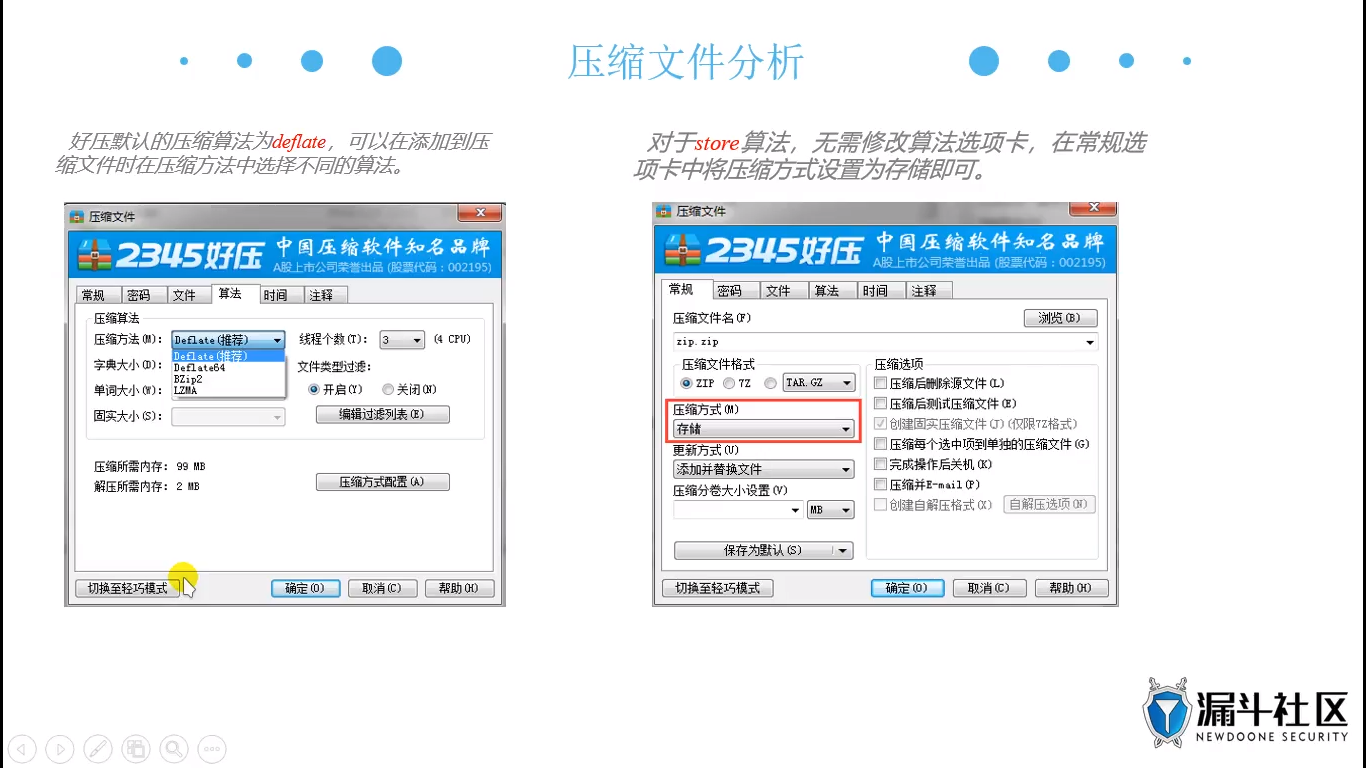 压缩文件分析
好压默认的压缩算法为deflate，可以在添加到压
缩文件时在压缩方法中选择不同的算法。
压缩文件
2345好压 中国压缩软件知名品牌
A股上市公司荣誉出品 (股票代码：002195)
常规 密码 文件 算法 时间 注释
压缩算法
压缩方法(M)： Deflate(推荐) 线程个数(T)： 3 (4 CPU)
Deflate(推荐)
字典大小(D)： Deflate64 文件类型过滤：
BZip2
单词大小(W)： LZMA 开启(Y) 关闭(N)
固实大小(S)： 编辑过滤列表(E)
压缩所需内存： 99 MB
解压所需内存： 2 MB 压缩方式配置(A)
切换至轻巧模式 确定(O) 取消(C) 帮助(H)
对于store算法，无需修改算法选项卡，在常规选
项卡中将压缩方式设置为存储即可。
压缩文件
2345好压 中国压缩软件知名品牌
A股上市公司荣誉出品 (股票代码：002195)
常规 密码 文件 算法 时间 注释
压缩文件名(F) 浏览(B)
zip.zip
压缩文件格式 压缩选项
ZIP 7Z TAR.GZ 压缩后删除源文件(L)
压缩方式(M) 压缩后测试压缩文件(E)
存储 创建固实压缩文件(J)(仅限7Z格式)
更新方式(U) 压缩每个选中项到单独的压缩文件(G)
添加并替换文件 完成操作后关机(K)
压缩分卷大小设置(V) 压缩并E-mail(P)
MB 创建自解压格式(X) 自解压选项(N)
保存为默认(S)
切换至轻巧模式 确定(O) 取消(C) 帮助(H)
漏斗社区
NEWDOONE SECURITY